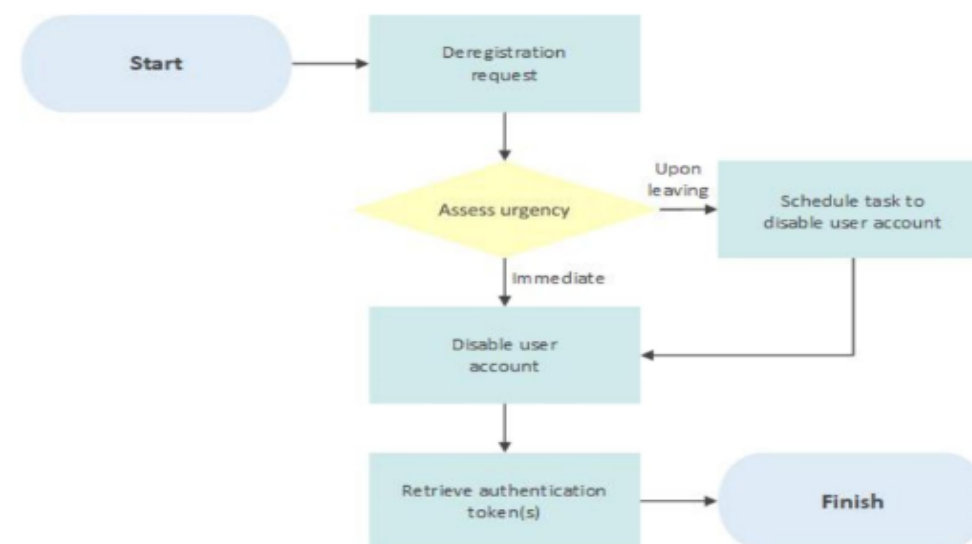 Start
Deregistration
request
Assess urgency
Upon
leaving
Schedule task to
disable user account
Immediate
Disable user
account
Retrieve authentication
token(s)
Finish